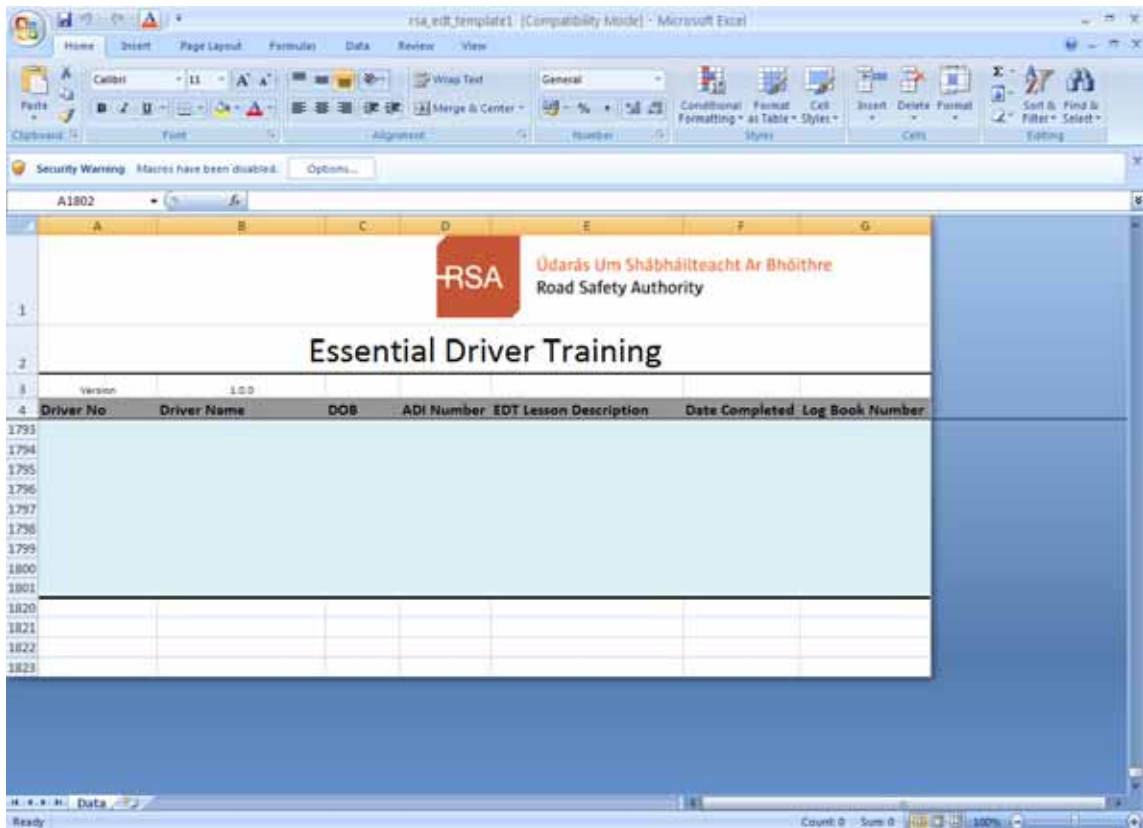 rsa_edt_template1 [Compatibility Mode] - Microsoft Excel
Home Insert Page Layout Formulas Data Review View
Paste
Calibri 11 A A
Wrap Text
General
B I U
Merge & Center
%
Conditional Formatting
Format as Table
Cell Styles
Insert Delete Format
Σ
Sort & Filter
Find & Select
Clipboard Font Alignment Number Styles Cells Editing
Security Warning Macros have been disabled. Options...
A1802 fx
A B C D E F G
RSA
Údarás Um Shábháilteacht Ar Bhóithre
Road Safety Authority
1
Essential Driver Training
2
3 Version 1.0.0
4 Driver No Driver Name DOB ADI Number EDT Lesson Description Date Completed Log Book Number
1793
1794
1795
1796
1797
1798
1799
1800
1801
1820
1821
1822
1823
Data
Ready Count: 0 Sum: 0 100%